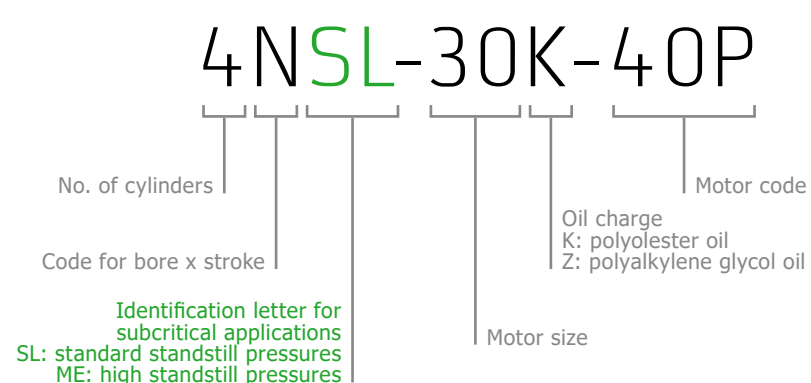 4NSL-30K-40P
No. of cylinders
Motor code
Oil charge
K: polyolester oil
Z: polyalkylene glycol oil
Code for bore x stroke
Identification letter for
subcritical applications
SL: standard standstill pressures
ME: high standstill pressures
Motor size